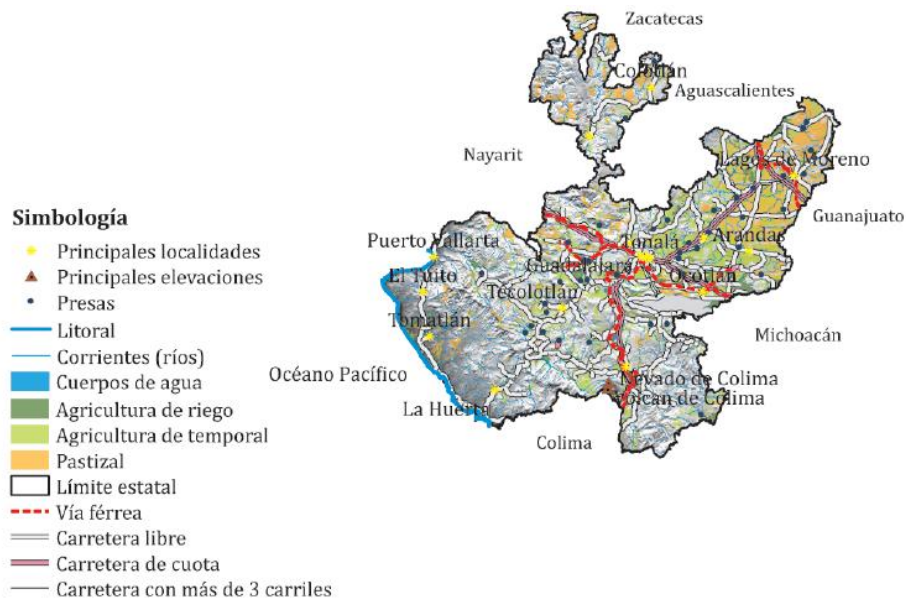 Zacatecas
Colotlán
Aguascalientes
Nayarit
Lagos de Moreno
Guanajuato
Simbología
Principales localidades
Principales elevaciones
Presas
Litoral
Corrientes (ríos)
Cuerpos de agua
Agricultura de riego
Agricultura de temporal
Pastizal
Límite estatal
Vía férrea
Carretera libre
Carretera de cuota
Carretera con más de 3 carriles
Puerto Vallarta
Tonalá
Arandas
El Tuito
Guadalajara
Ocotlán
Tecolotlán
Tomatlán
Michoacán
Océano Pacífico
Nevado de Colima
Volcán de Colima
La Huerta
Colima